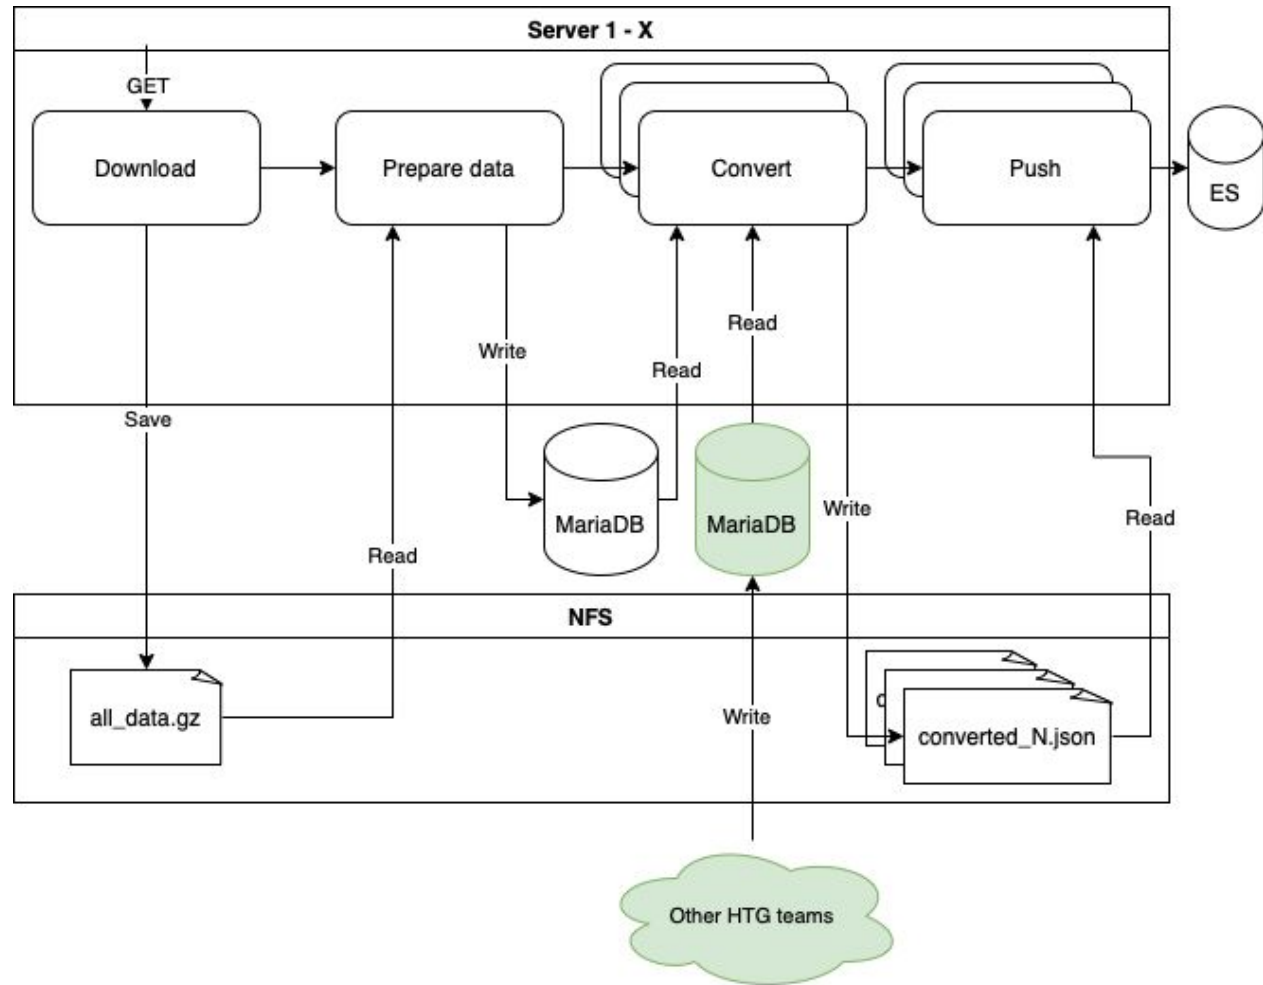 Server 1 - X
GET
Download
Prepare data
Convert
Push
ES
Read
Write
Read
Save
MariaDB
MariaDB
Write
Read
Read
NFS
all_data.gz
Write
c
converted_N.json
Other HTG teams